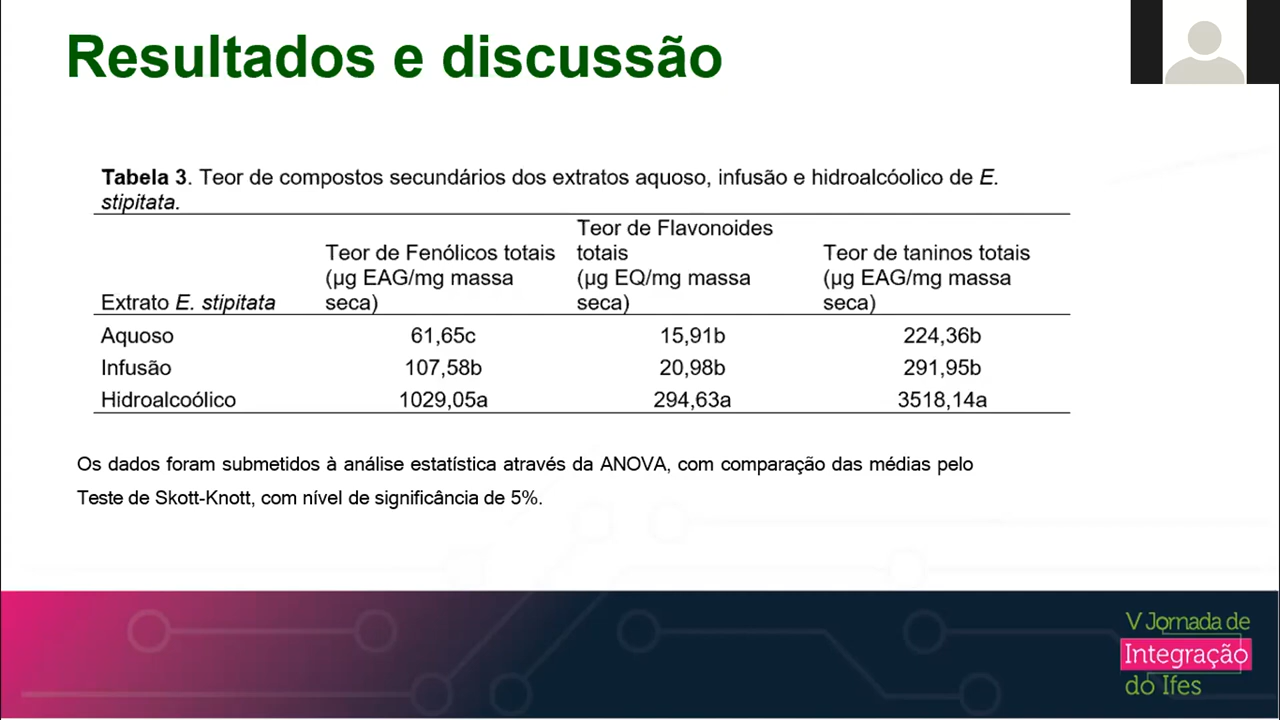 Resultados e discussão
Tabela 3. Teor de compostos secundários dos extratos aquoso, infusão e hidroalcóolico de E.
stipitata.
Extrato E. stipitata
Teor de Fenólicos totais
(µg EAG/mg massa
seca)
Teor de Flavonoides
totais
(µg EQ/mg massa
seca)
Teor de taninos totais
(µg EAG/mg massa
seca)
Aquoso 61,65c 15,91b 224,36b
Infusão 107,58b 20,98b 291,95b
Hidroalcoólico 1029,05a 294,63a 3518,14a
Os dados foram submetidos à análise estatística através da ANOVA, com comparação das médias pelo
Teste de Skott-Knott, com nível de significância de 5%.
V Jornada de
Integração
do Ifes